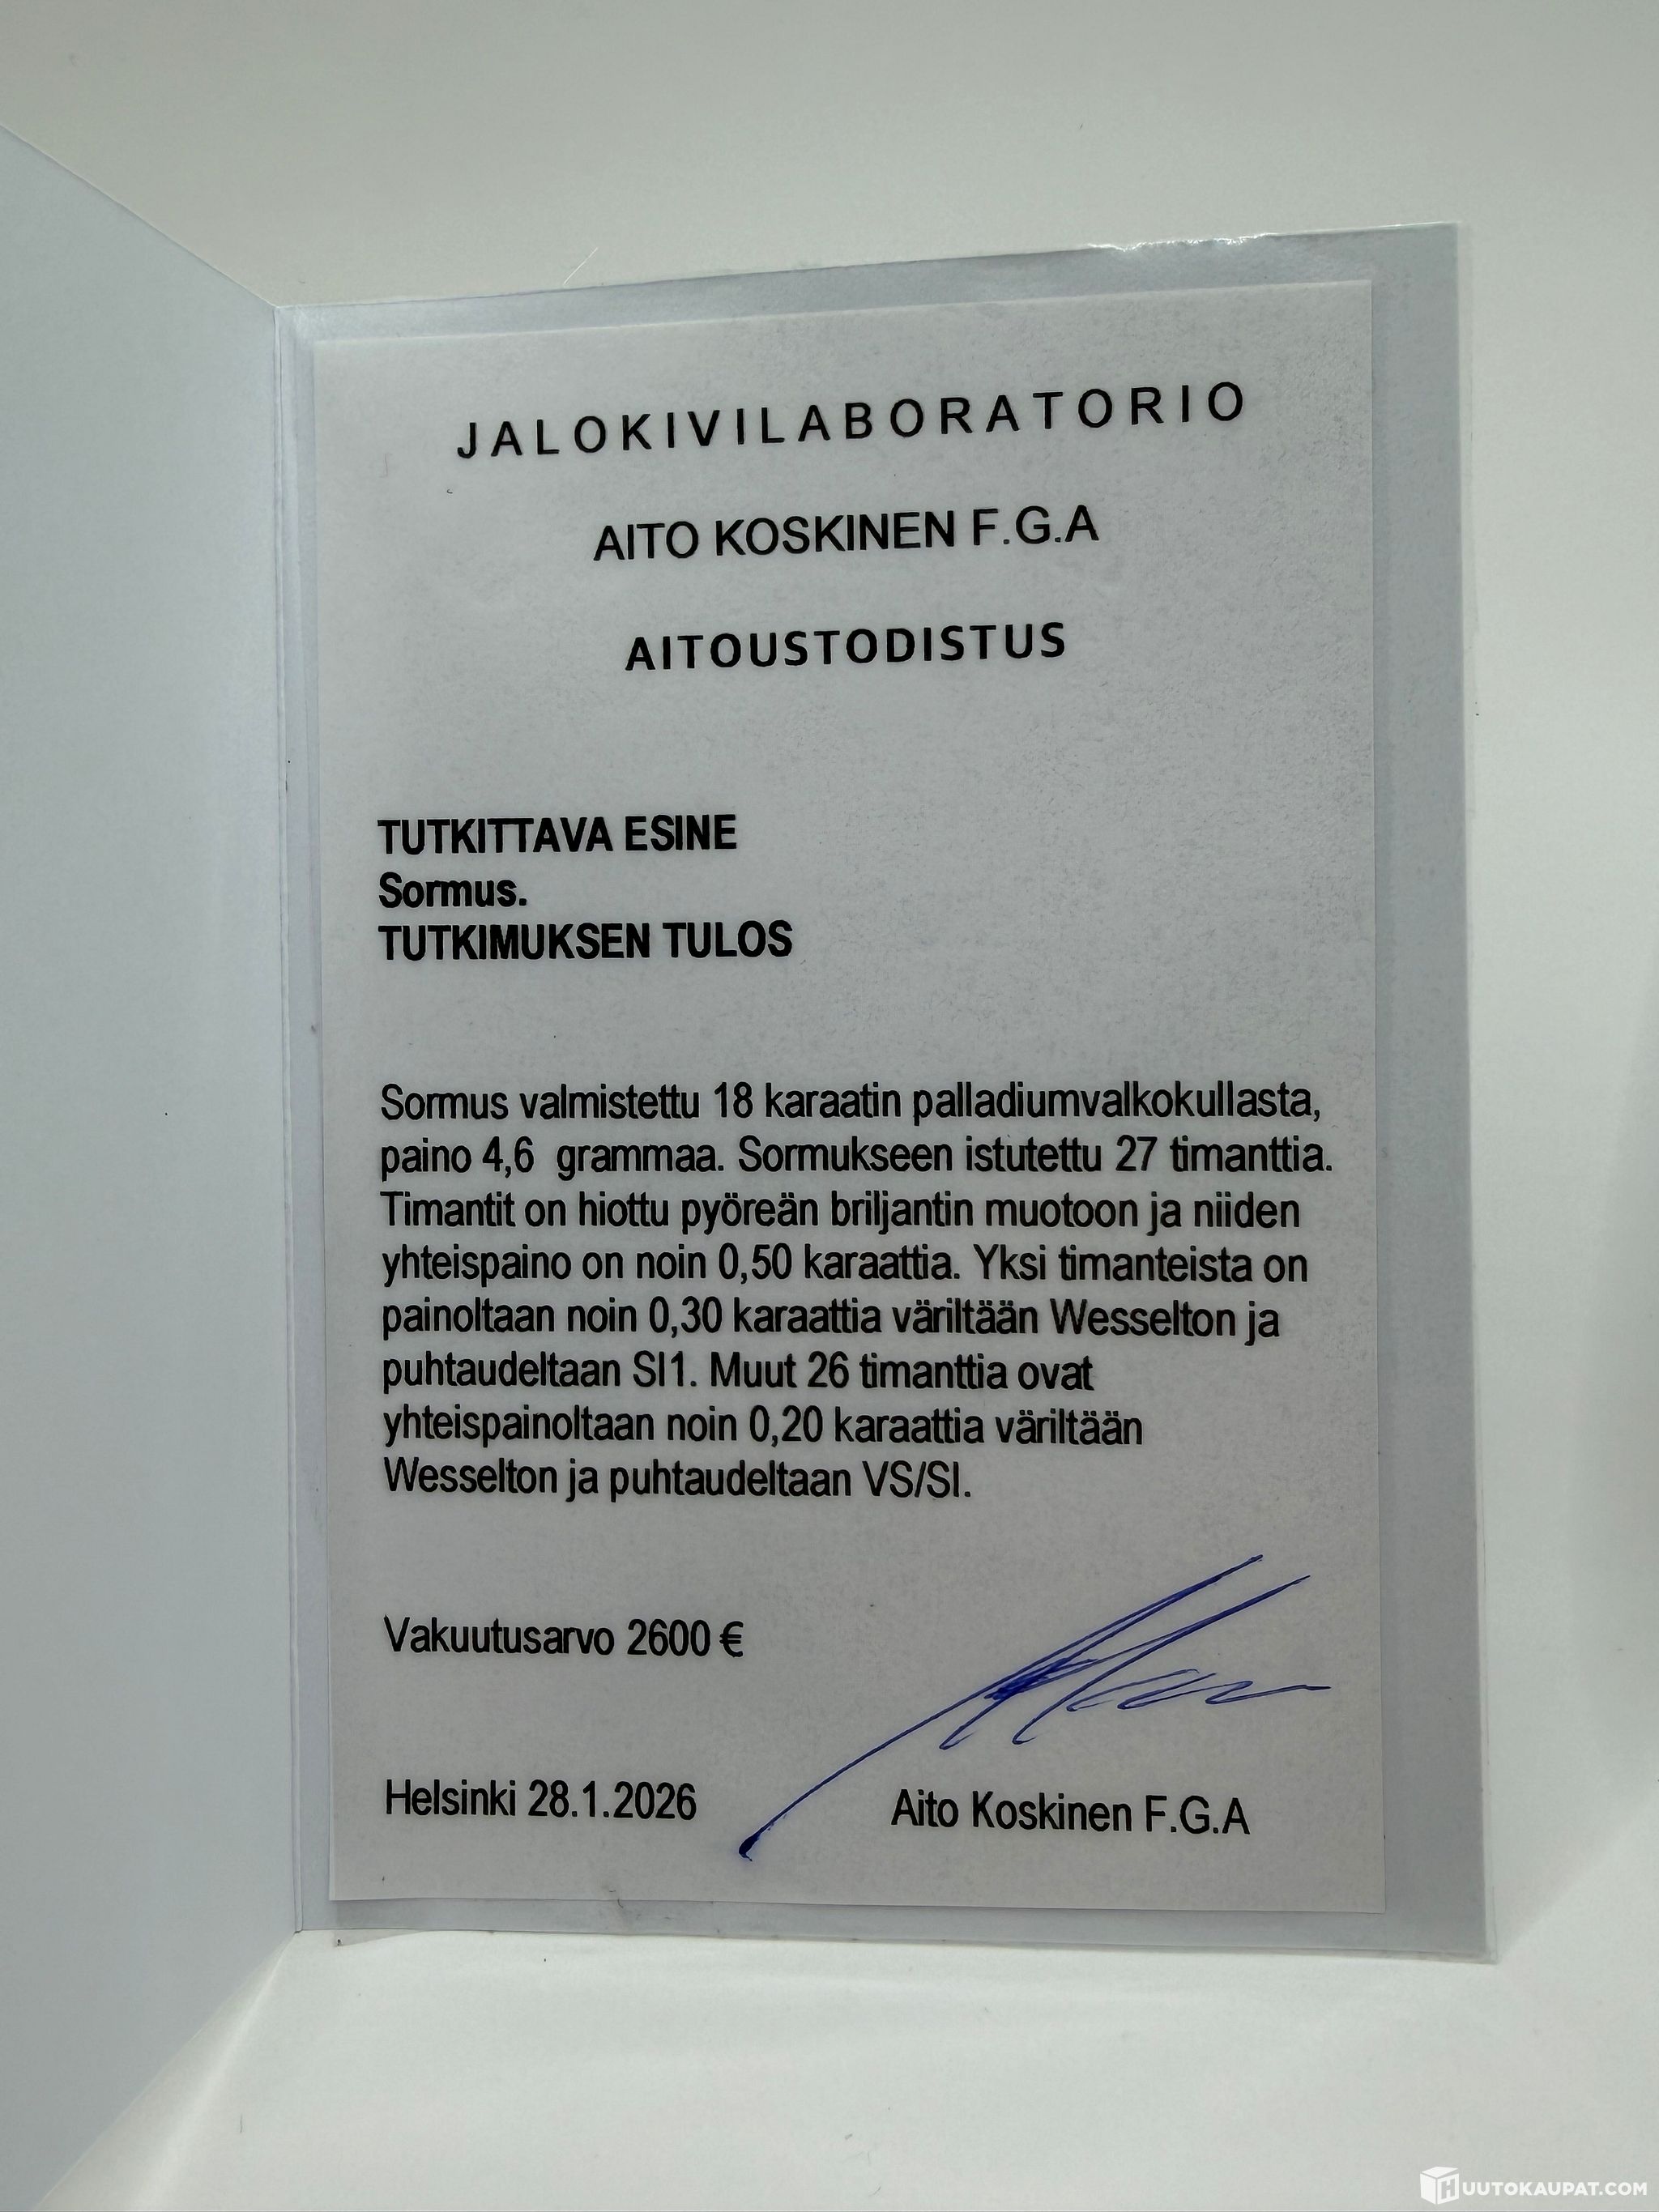 JALOKIVILABORATORIO
AITO KOSKINEN F.G.A
AITOUSTODISTUS
TUTKITTAVA ESINE
Sormus.
TUTKIMUKSEN TULOS
Sormus valmistettu 18 karaatin palladiumvalkokullasta,
paino 4,6 grammaa. Sormukseen istutettu 27 timanttia.
Timantit on hiottu pyöreän briljantin muotoon ja niiden
yhteispaino on noin 0,50 karaattia. Yksi timanteista on
painoltaan noin 0,30 karaattia väriltään Wesselton ja
puhtaudeltaan SI1. Muut 26 timanttia ovat
yhteispainoltaan noin 0,20 karaattia väriltään
Wesselton ja puhtaudeltaan VS/SI.
Vakuutusarvo 2600 €
Helsinki 28.1.2026
Aito Koskinen F.G.A
HUUTOKAUPAT.COM